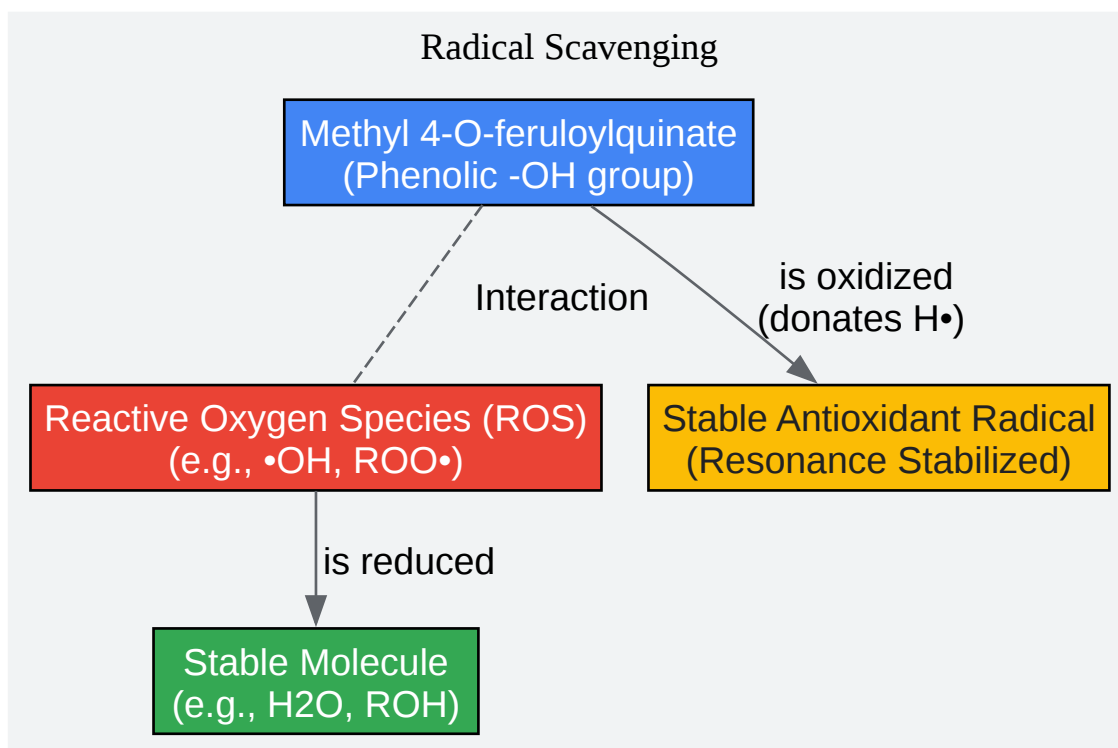 Radical Scavenging
Methyl 4-O-feruloylquinate
(Phenolic -OH group)
Interaction
is oxidized
(donates H•)
Reactive Oxygen Species (ROS)
(e.g., •OH, ROO•)
Stable Antioxidant Radical
(Resonance Stabilized)
is reduced
Stable Molecule
(e.g., H2O, ROH)